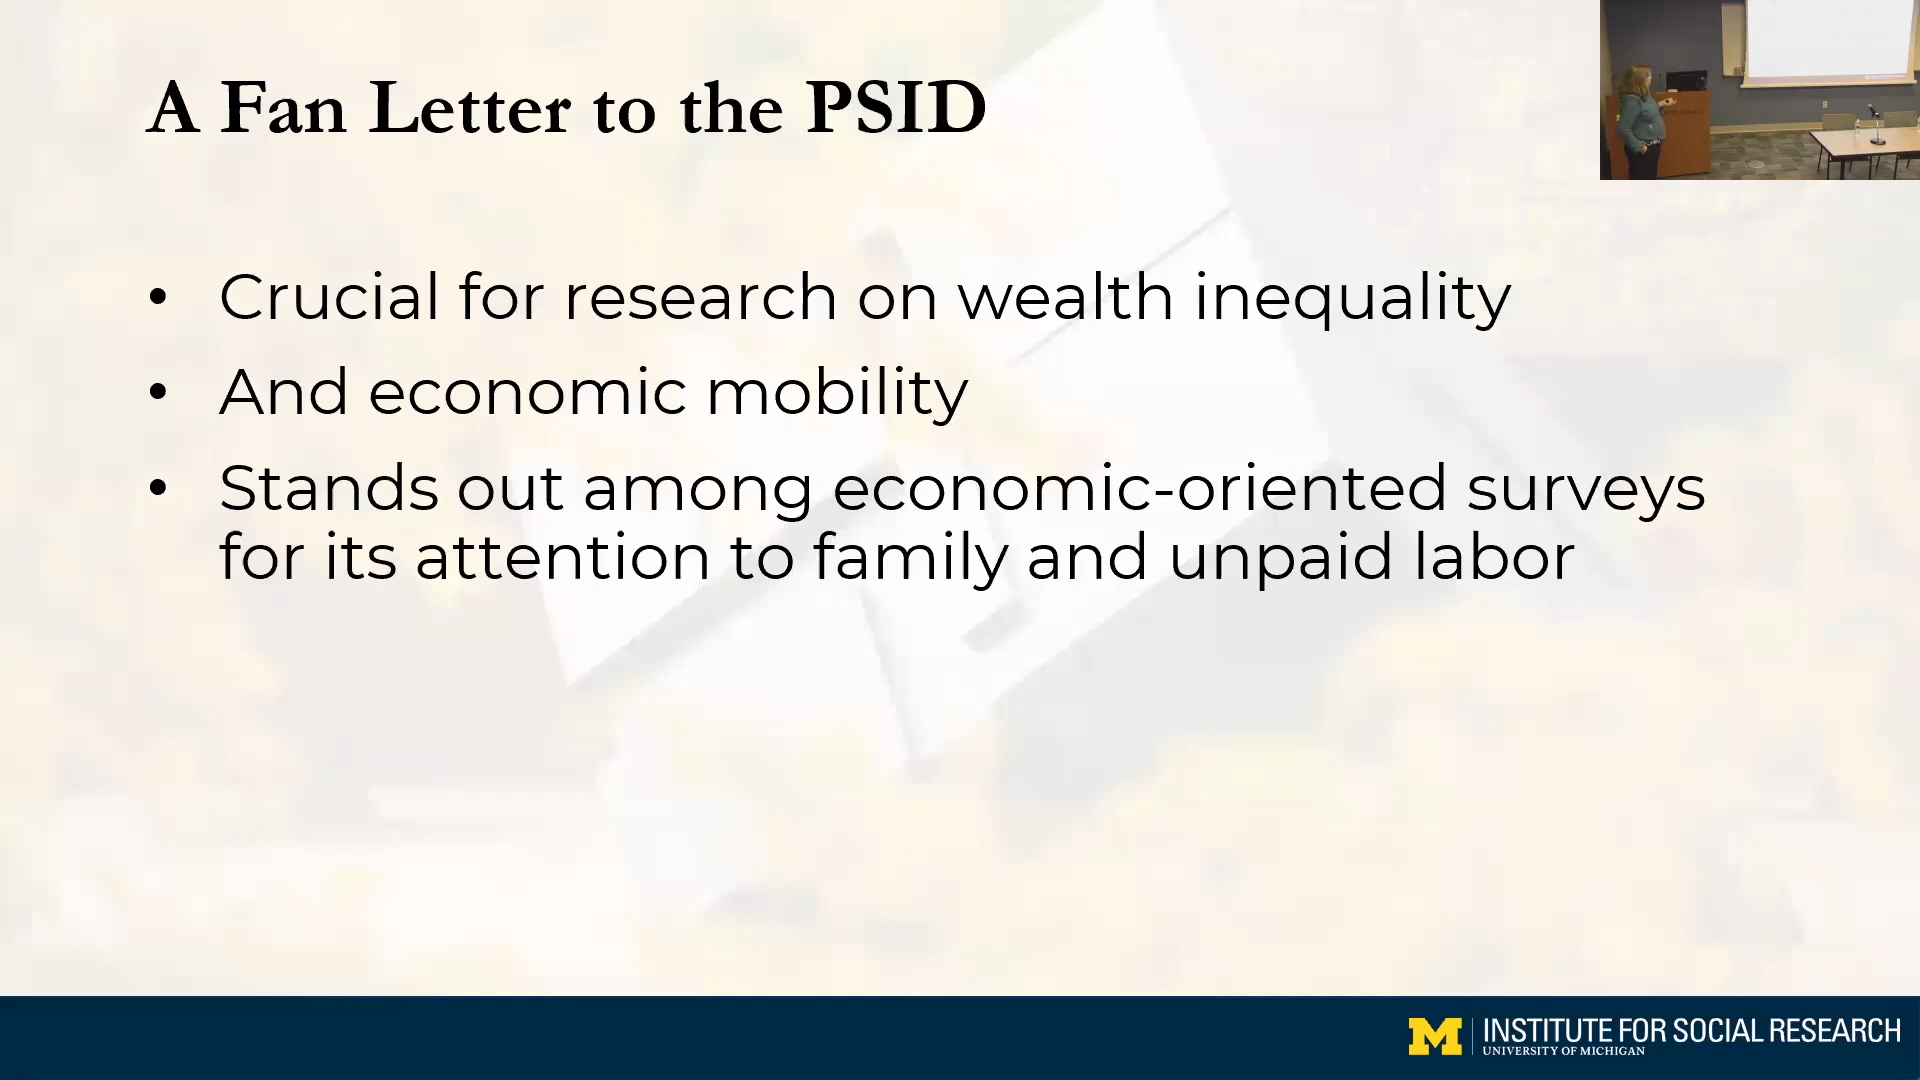 A Fan Letter to the PSID
• Crucial for research on wealth inequality
• And economic mobility
• Stands out among economic-oriented surveys
for its attention to family and unpaid labor
M
INSTITUTE FOR SOCIAL RESEARCH
UNIVERSITY OF MICHIGAN